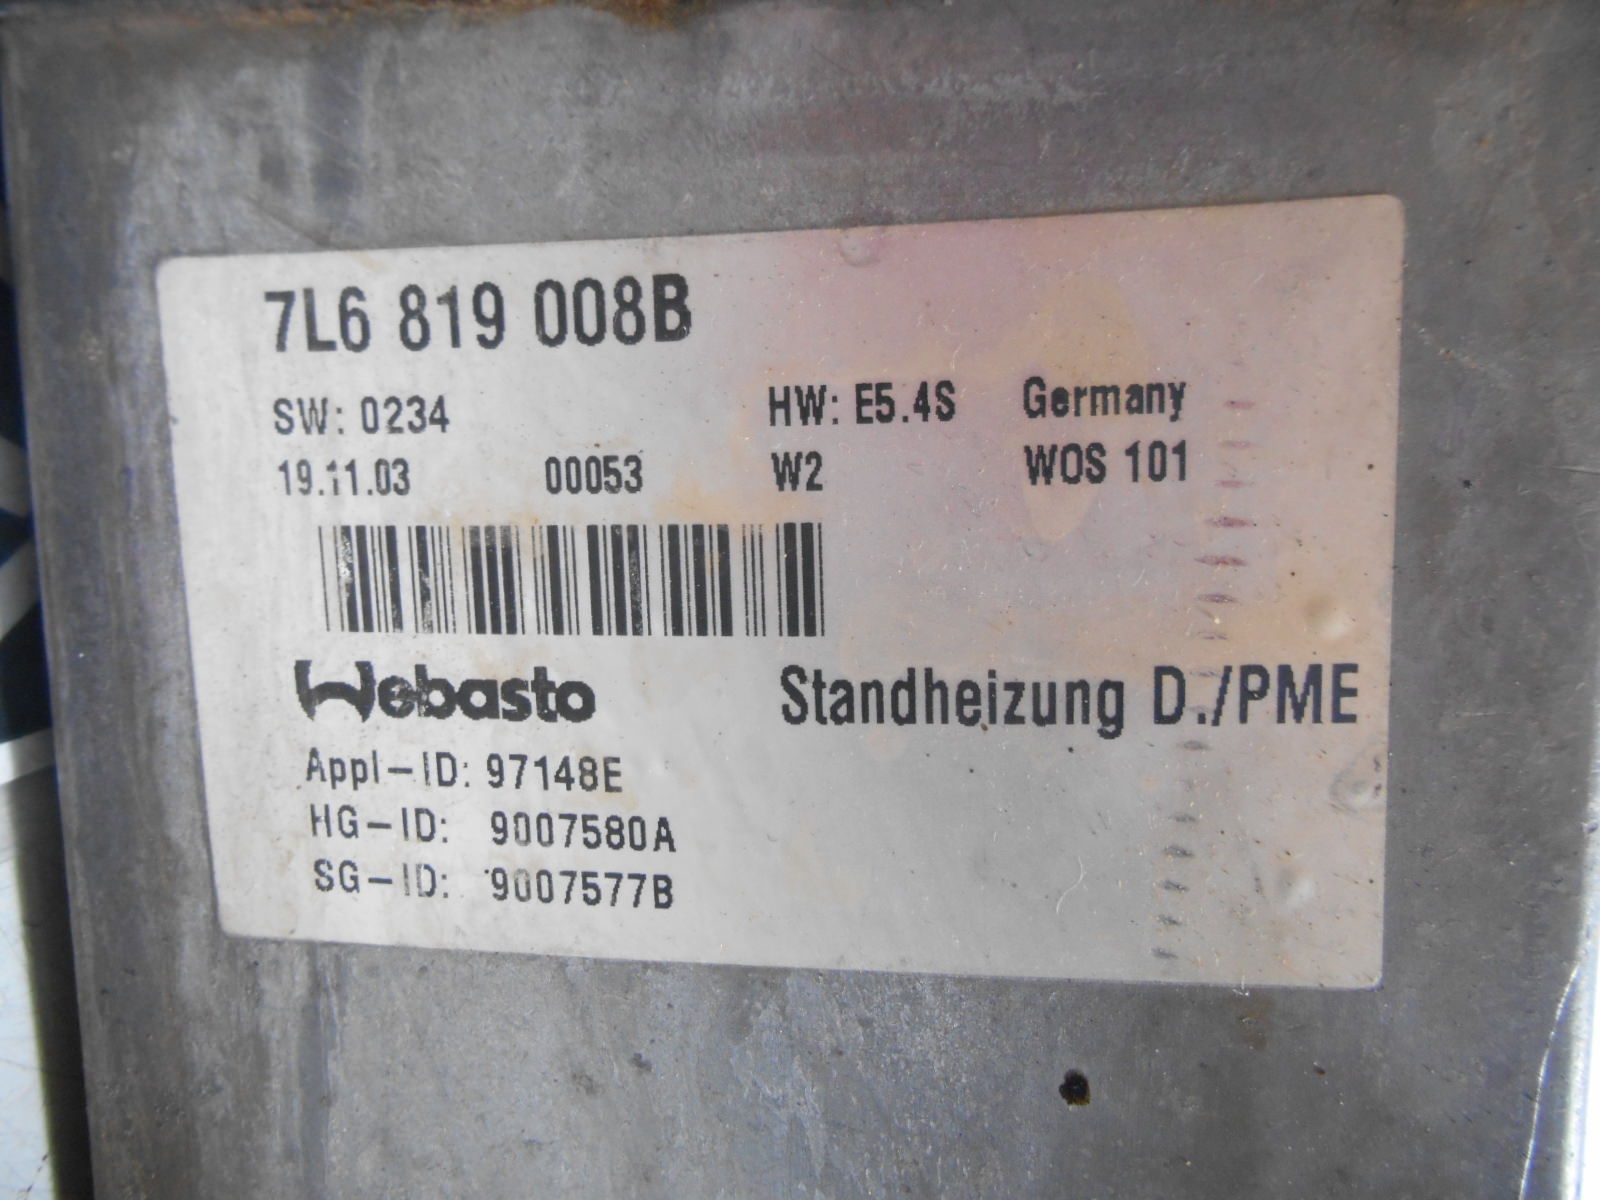 7L6 819 008B
SW: 0234 HW: E5.4S Germany
19.11.03 00053 W2 WOS 101
Webasto Standheizung D./PME
Appl-ID: 97148E
HG-ID: 9007580A
SG-ID: 9007577B